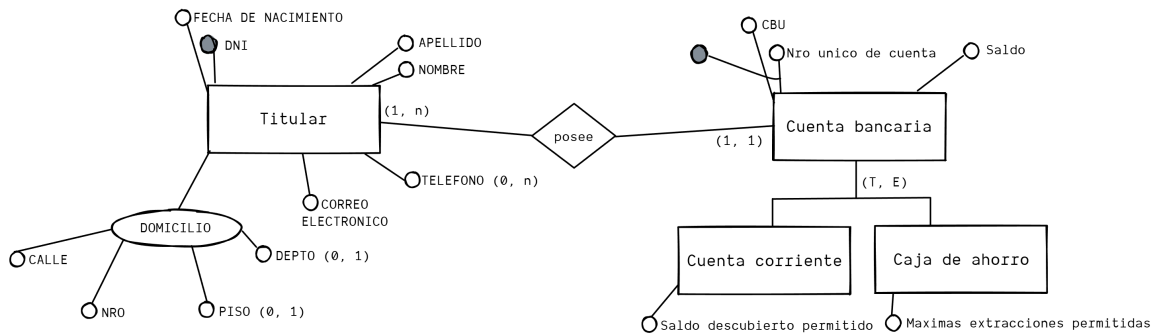 FECHA DE NACIMIENTO
DNI
APELLIDO
NOMBRE
Titular
(1, n)
TELEFONO (0, n)
CORREO
ELECTRONICO
DOMICILIO
CALLE
NRO
PISO (0, 1)
DEPTO (0, 1)
posee
(1, 1)
CBU
Nro unico de cuenta
Saldo
Cuenta bancaria
(T, E)
Cuenta corriente
Caja de ahorro
Saldo descubierto permitido
Maximas extracciones permitidas